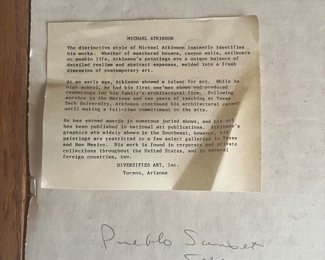 MICHAEL ATKINSON
The distinctive style of Michael Atkinson instantly identifies
his works. Whether of weathered houses, canyon walls, seilboats
on pueblo life, Atkinson's paintings are a unique balance of
detailed realism and abstract expanses, melded into a fresh
dimension of contemporary art.
At an early age, Atkinson showed a talent for art. While in
high school, he had his first one-man shows and produced
renderings for his family's architectural firm. Following
service in the Marines and two years of teaching at Texas
Tech University, Atkinson continued his architectural career
until making a full-time commitment to the arts.
He has earned awards in numerous juried shows, and his art
has been published in national art publications. Atkinson's
graphics are widely shown in the Southwest, however, his
paintings are restricted to a few select galleries in Texas
and New Mexico. His work is found in corporate and private
collections throughout the United States, and in several
foreign countries, too.
DIVERSIFIED ART, Inc.
Tucson, Arizona
Pueblo Sunset